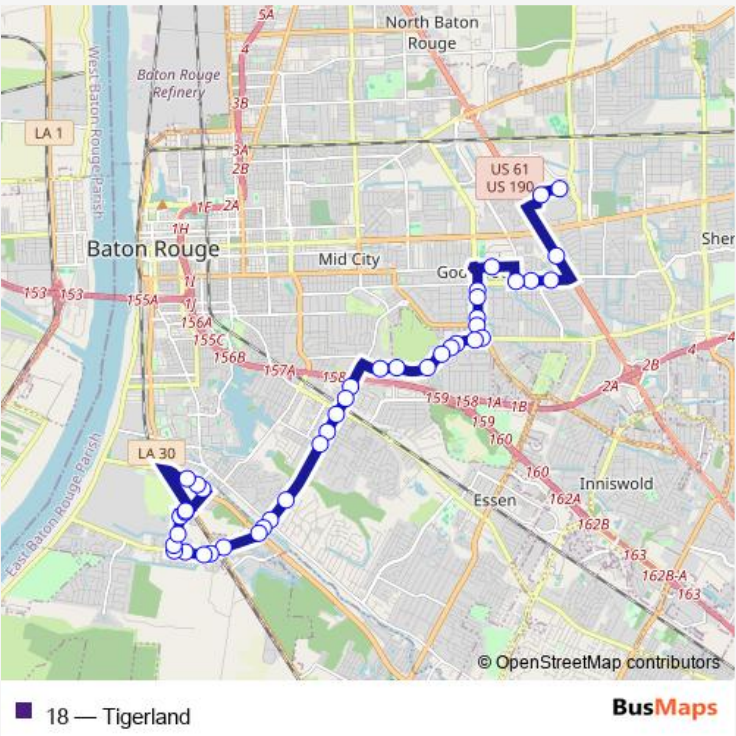 5A
North Baton
Rouge
4
Baton Rouge
Refinery
West Baton Rouge Parish
3B
LA 1
3A
2B
US 61
US 190
1E
2A
1H
Baton Rouge
Mid City
Sher
Goo
153
153
155A
1I
1J
156A
155C
156B
157A
158
159
158
1A
1B
2A
2B
4
4
159
160
LA 30
160
Essen
Inniswold
162A
162B
East Baton Rouge Parish
163
162B-A
163
© OpenStreetMap contributors
18 — Tigerland
BusMaps